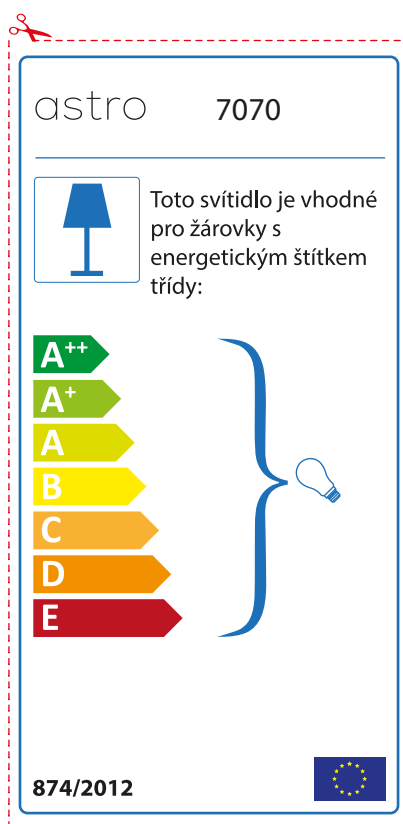 astro 7070
Toto svítidlo je vhodné
pro žárovky s
energetickým štítkem
třídy:
A++
A+
A
B
C
D
E
874/2012